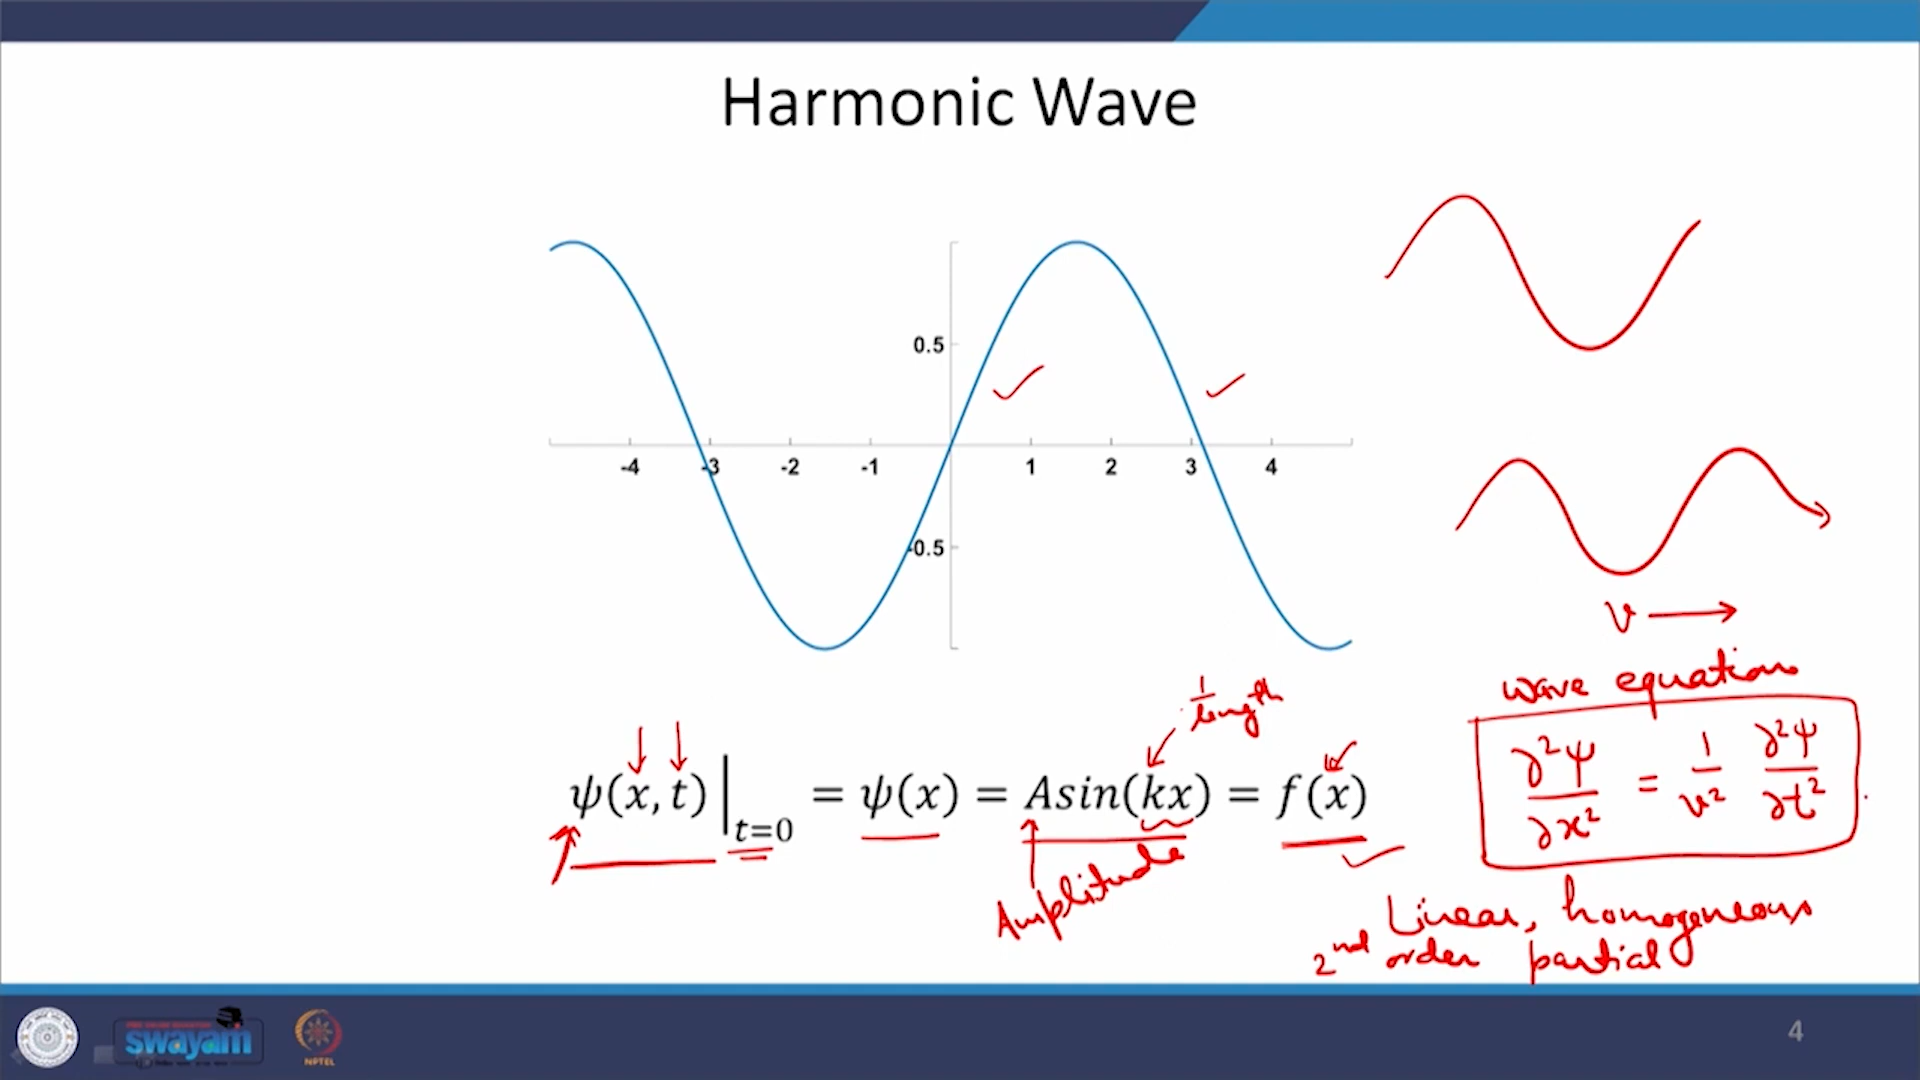 Harmonic Wave
0.5
-4 -3 -2 -1 1 2 3 4
-0.5
v →
wave equation
∂²ψ/∂x² = 1/v² ∂²ψ/∂t²
1/length
ψ(x, t)|t=0 = ψ(x) = Asin(kx) = f(x)
Amplitude
Linear, homogeneous
2nd order partial
swayam
NPTEL
4